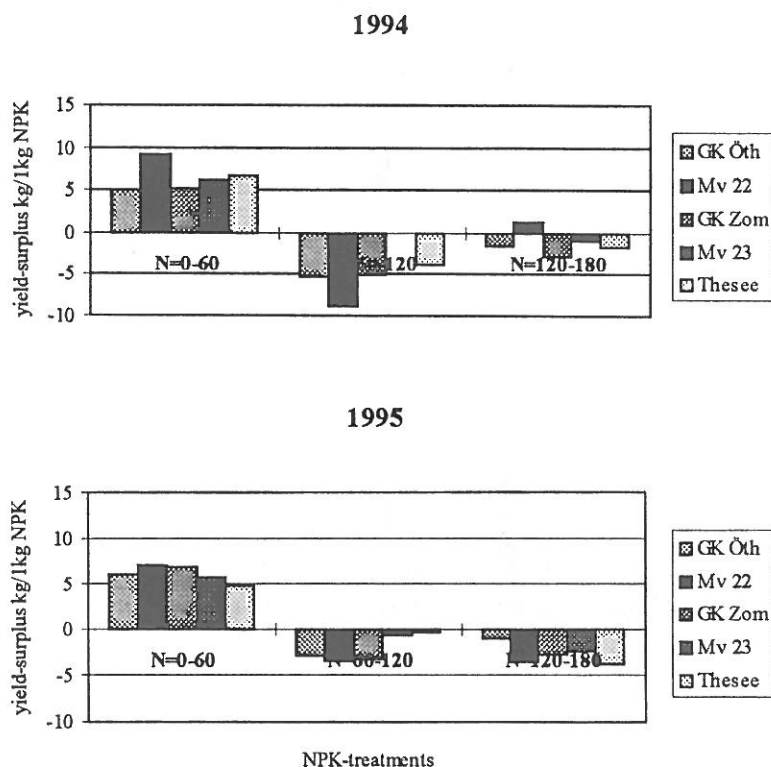 1994
yield-surplus kg/1kg NPK
15
10
5
0
-5
-10
N=0-60
N=120-180
GK Öth
Mv 22
GK Zom
Mv 23
Thesee
1995
yield-surplus kg/1kg NPK
15
10
5
0
-5
-10
N=0-60
N=120-180
GK Öth
Mv 22
GK Zom
Mv 23
Thesee
NPK-treatments